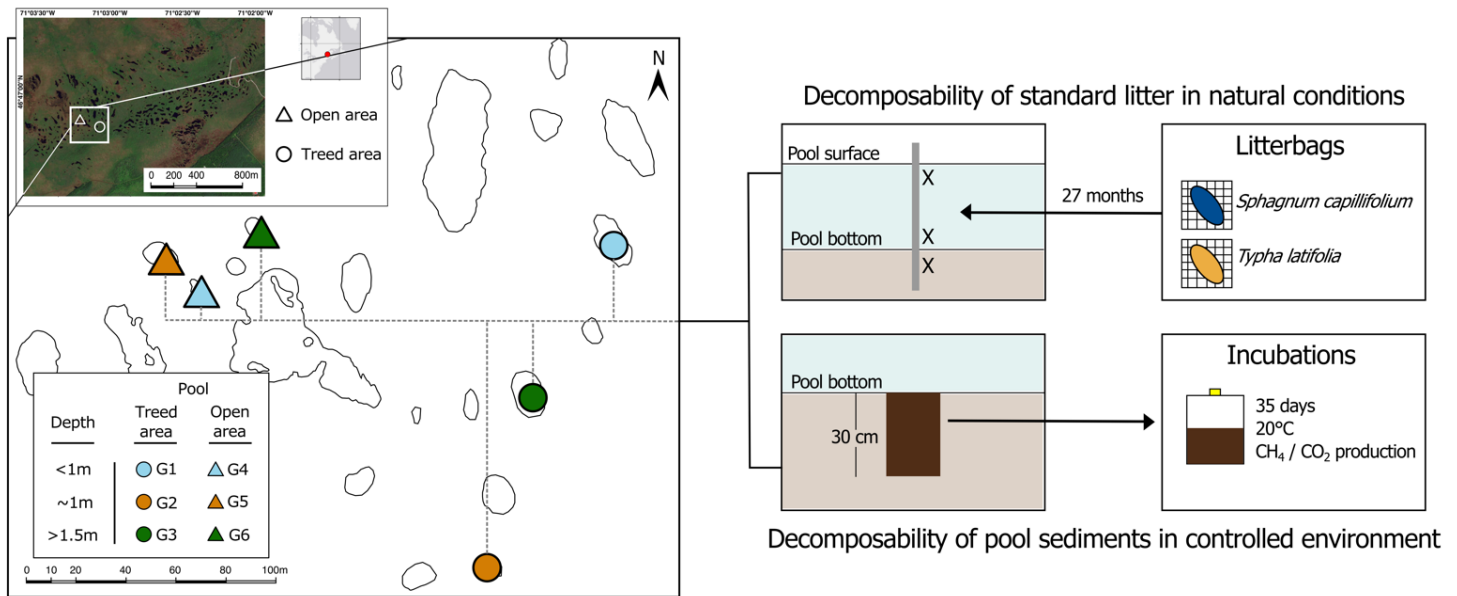 71°03'30"W 71°03'00"W 71°02'30"W 71°02'00"W
46°47'00"N
0 200 400 800m
Open area
Treed area
N
Pool
Depth
Treed area
Open area
<1m G1 G4
~1m G2 G5
>1.5m G3 G6
0 10 20 40 60 80 100m
Decomposability of standard litter in natural conditions
Pool surface
X
Pool bottom
X
X
27 months
Litterbags
Sphagnum capillifolium
Typha latifolia
Pool bottom
30 cm
Incubations
35 days
20°C
CH₄ / CO₂ production
Decomposability of pool sediments in controlled environment